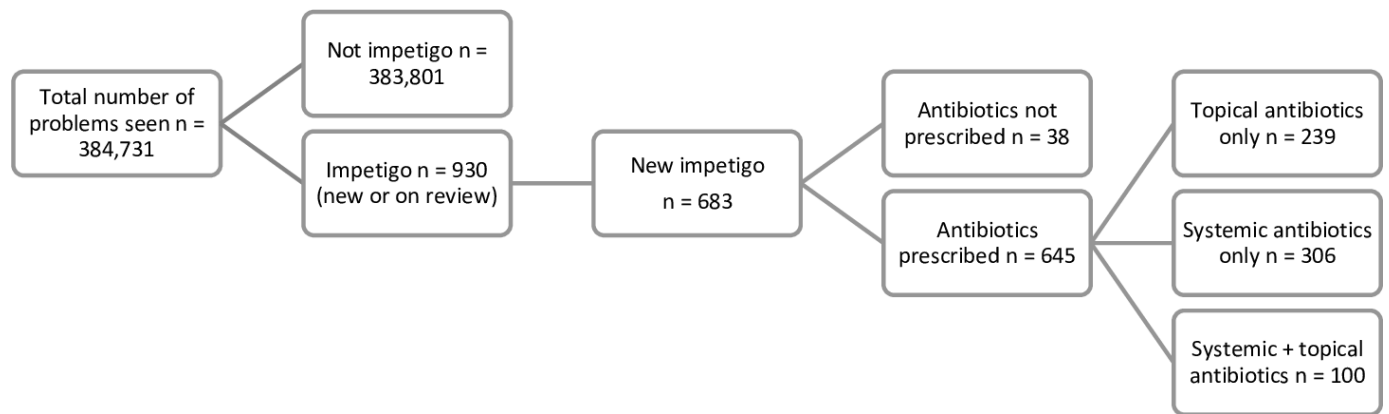 Total number of
problems seen n =
384,731
Not impetigo n =
383,801
Impetigo n = 930
(new or on review)
New impetigo
n = 683
Antibiotics not
prescribed n = 38
Antibiotics
prescribed n = 645
Topical antibiotics
only n = 239
Systemic antibiotics
only n = 306
Systemic + topical
antibiotics n = 100